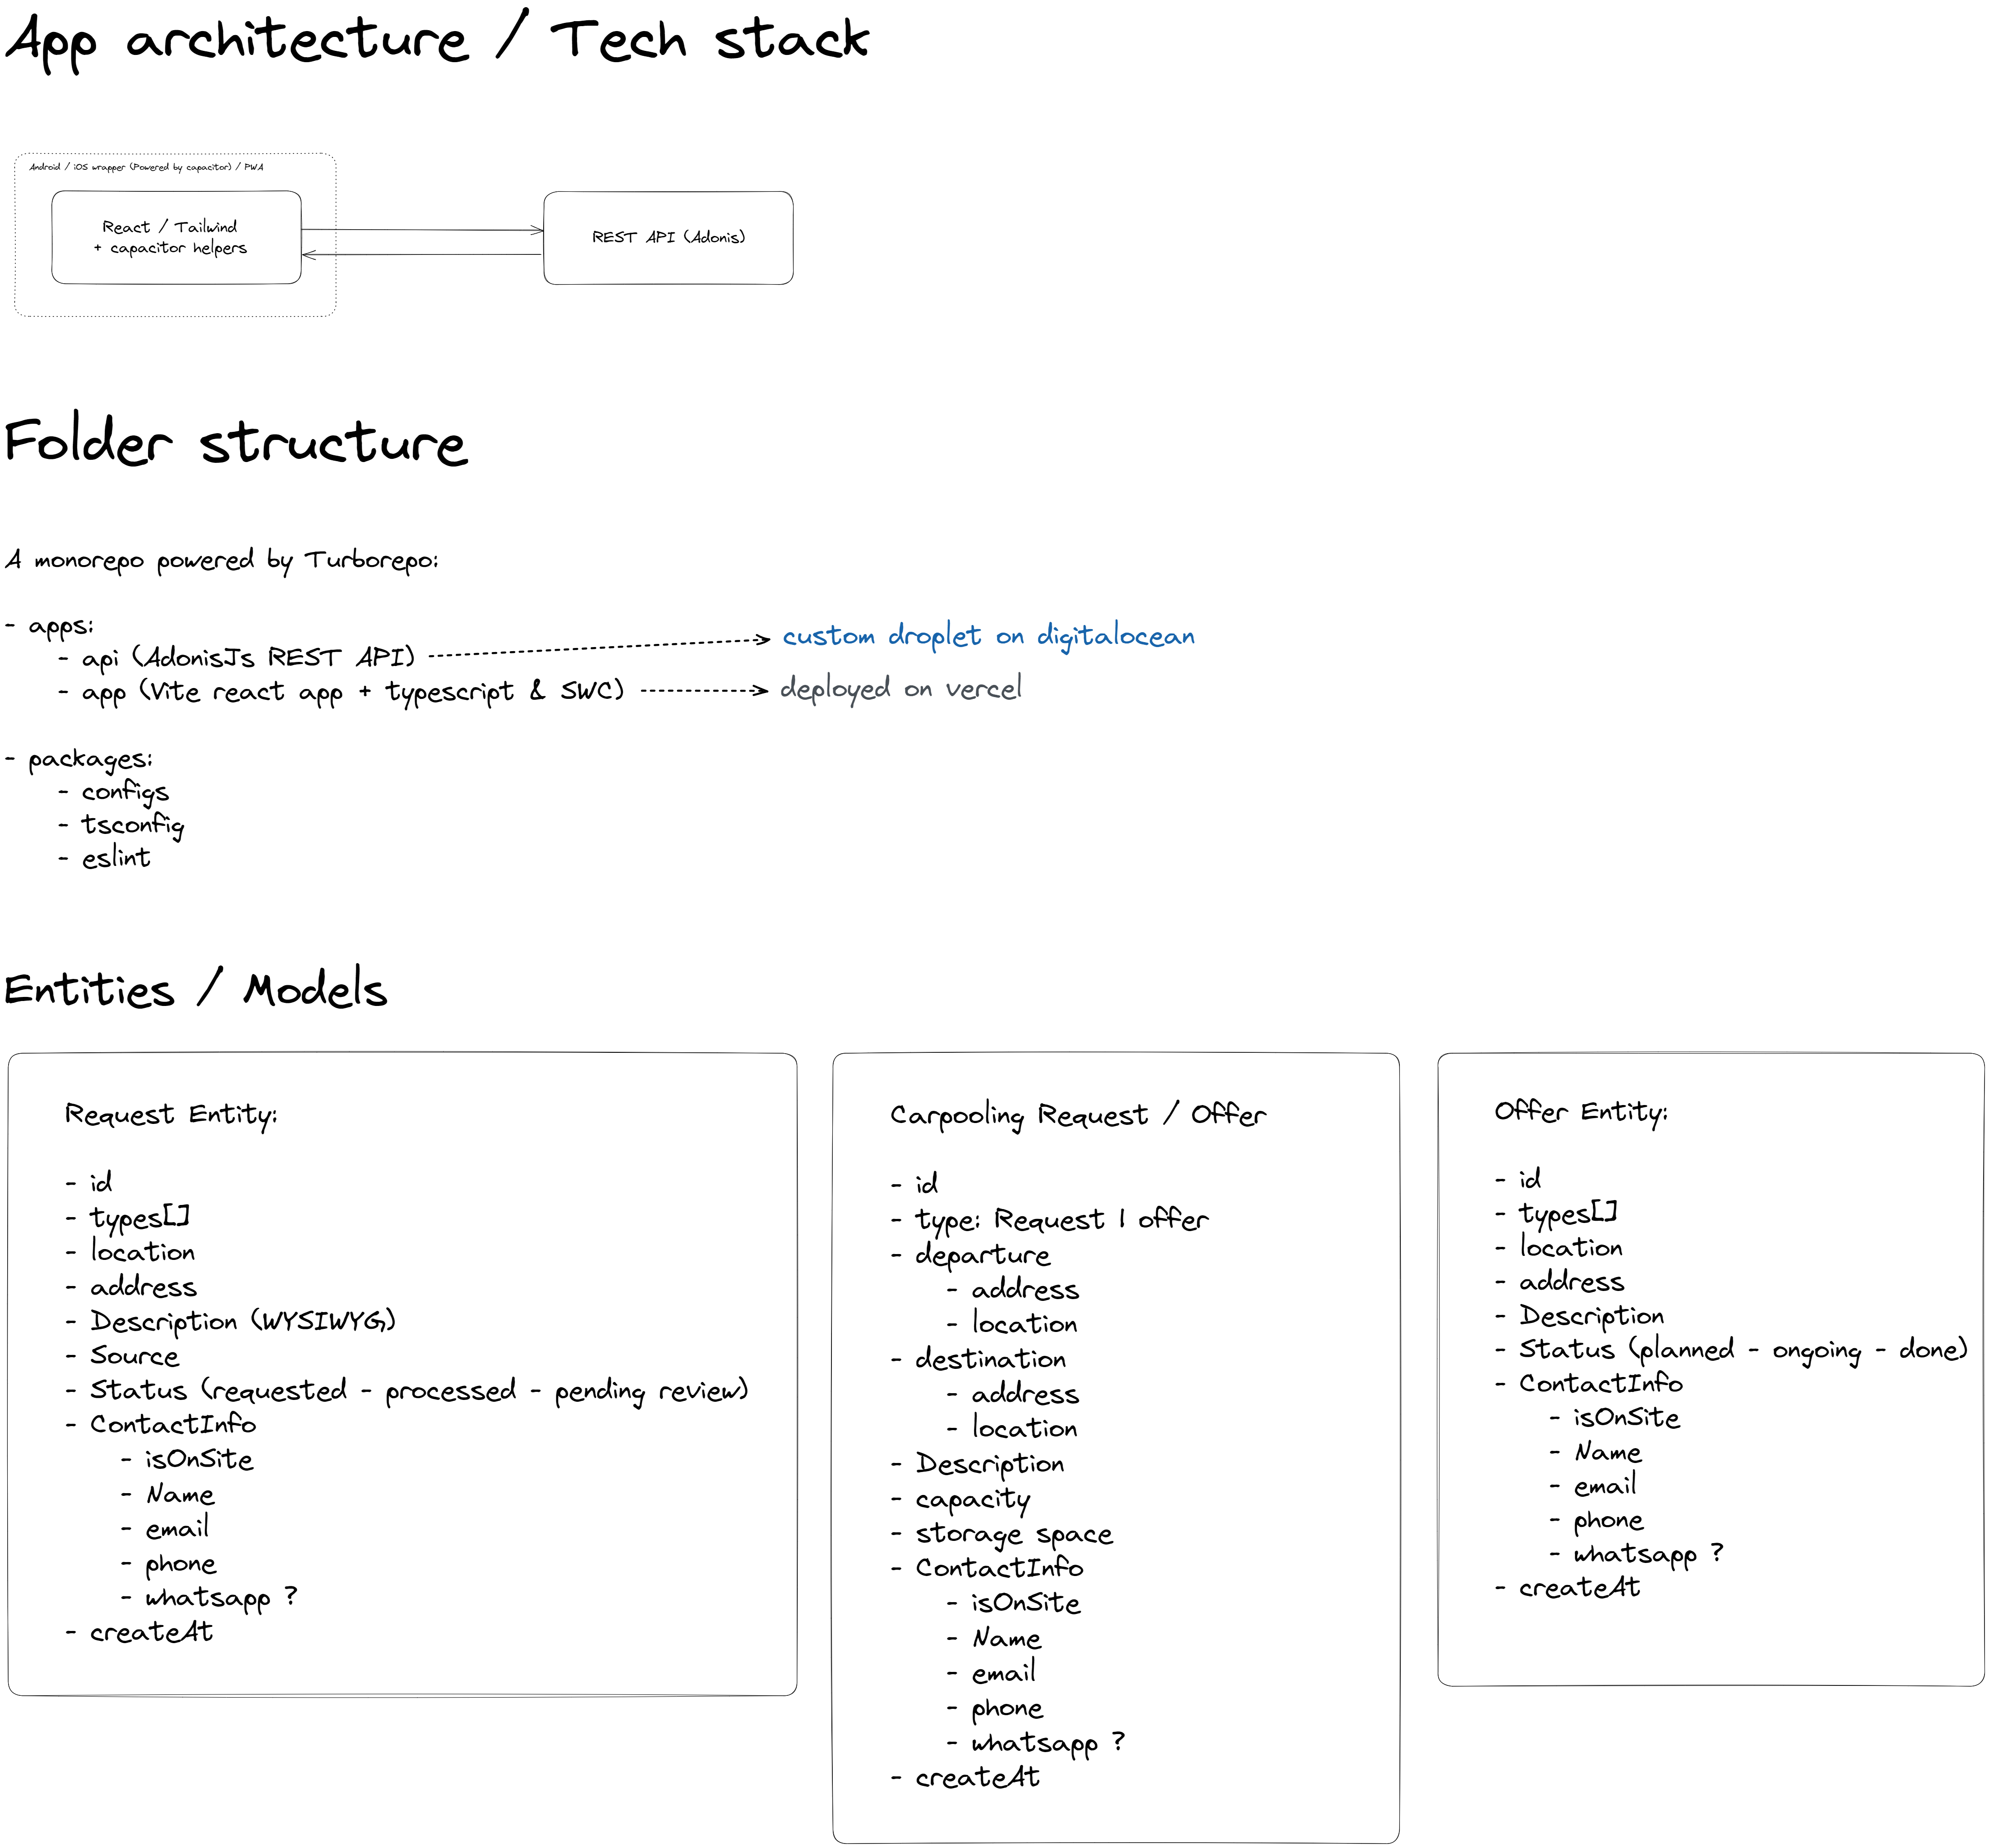 App architecture / Tech stack
Android / iOS wrapper (Powered by capacitor) / PWA
React / Tailwind
+ capacitor helpers
REST API (Adonis)
Folder structure
A monorepo powered by Turborepo:
- apps:
- api (AdonisJs REST API)
custom droplet on digitalocean
- app (Vite react app + typescript & SWC)
deployed on vercel
- packages:
- configs
- tsconfig
- eslint
Entities / Models
Request Entity:
- id
- types[]
- location
- address
- Description (WYSIWYG)
- Source
- Status (requested - processed - pending review)
- ContactInfo
- isOnSite
- Name
- email
- phone
- whatsapp ?
- createAt
Carpooling Request / Offer
- id
- type: Request | offer
- departure
- address
- location
- destination
- address
- location
- Description
- capacity
- storage space
- ContactInfo
- isOnSite
- Name
- email
- phone
- whatsapp ?
- createAt
Offer Entity:
- id
- types[]
- location
- address
- Description
- Status (planned - ongoing - done)
- ContactInfo
- isOnSite
- Name
- email
- phone
- whatsapp ?
- createAt